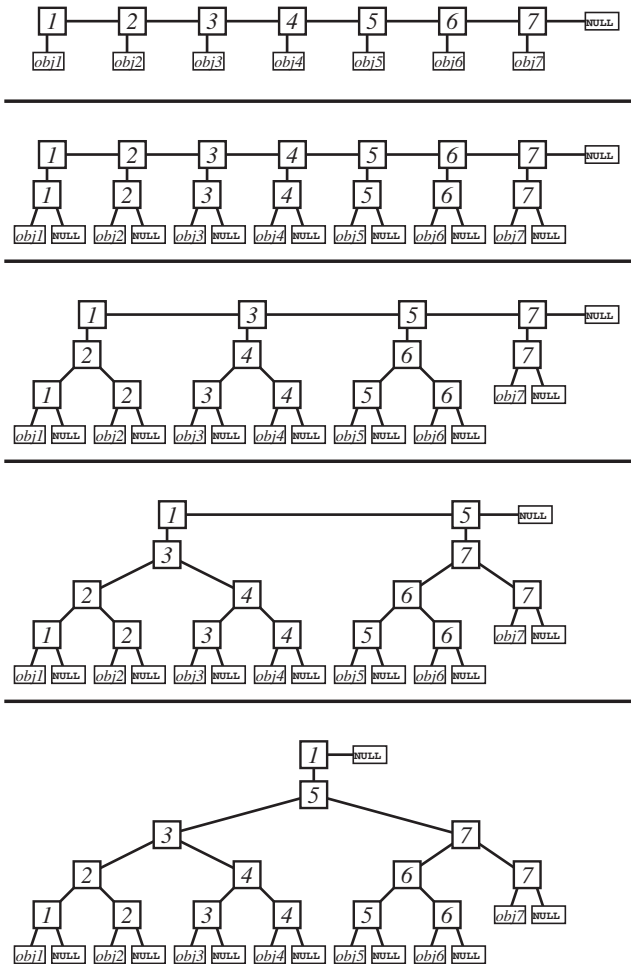 1 2 3 4 5 6 7 NULL
obj1 obj2 obj3 obj4 obj5 obj6 obj7
1 2 3 4 5 6 7 NULL
1 2 3 4 5 6 7
obj1 NULL obj2 NULL obj3 NULL obj4 NULL obj5 NULL obj6 NULL obj7 NULL
1 3 5 7 NULL
2 4 6 7
1 2 3 4 5 6 obj7 NULL
obj1 NULL obj2 NULL obj3 NULL obj4 NULL obj5 NULL obj6 NULL
1 5 NULL
3 7
2 4 6 7
1 2 3 4 5 6 obj7 NULL
obj1 NULL obj2 NULL obj3 NULL obj4 NULL obj5 NULL obj6 NULL
1 NULL
5
3 7
2 4 6 7
1 2 3 4 5 6 obj7 NULL
obj1 NULL obj2 NULL obj3 NULL obj4 NULL obj5 NULL obj6 NULL